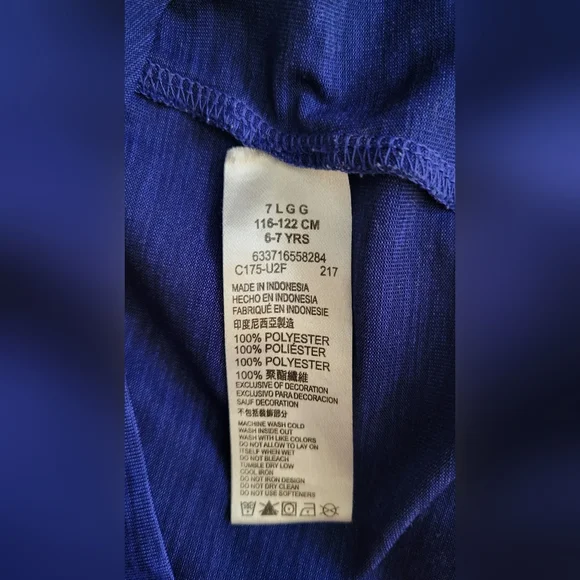 7 L G G
116-122 CM
6-7 YRS
633716558284
C175-U2F 217
MADE IN INDONESIA
HECHO EN INDONESIA
FABRIQUÉ EN INDONESIE
印度尼西亞製造
100% POLYESTER
100% POLIÉSTER
100% POLYESTER
100% 聚酯纖維
EXCLUSIVE OF DECORATION
EXCLUSIVO PARA DECORACION
SAUF DECORATION
不包括裝飾部分
MACHINE WASH COLD
WASH INSIDE OUT
WASH WITH LIKE COLORS
DO NOT ALLOW TO LAY ON
ITSELF WHEN WET
DO NOT BLEACH
TUMBLE DRY LOW
COOL IRON
DO NOT IRON DESIGN
DO NOT DRY CLEAN
DO NOT USE SOFTENERS